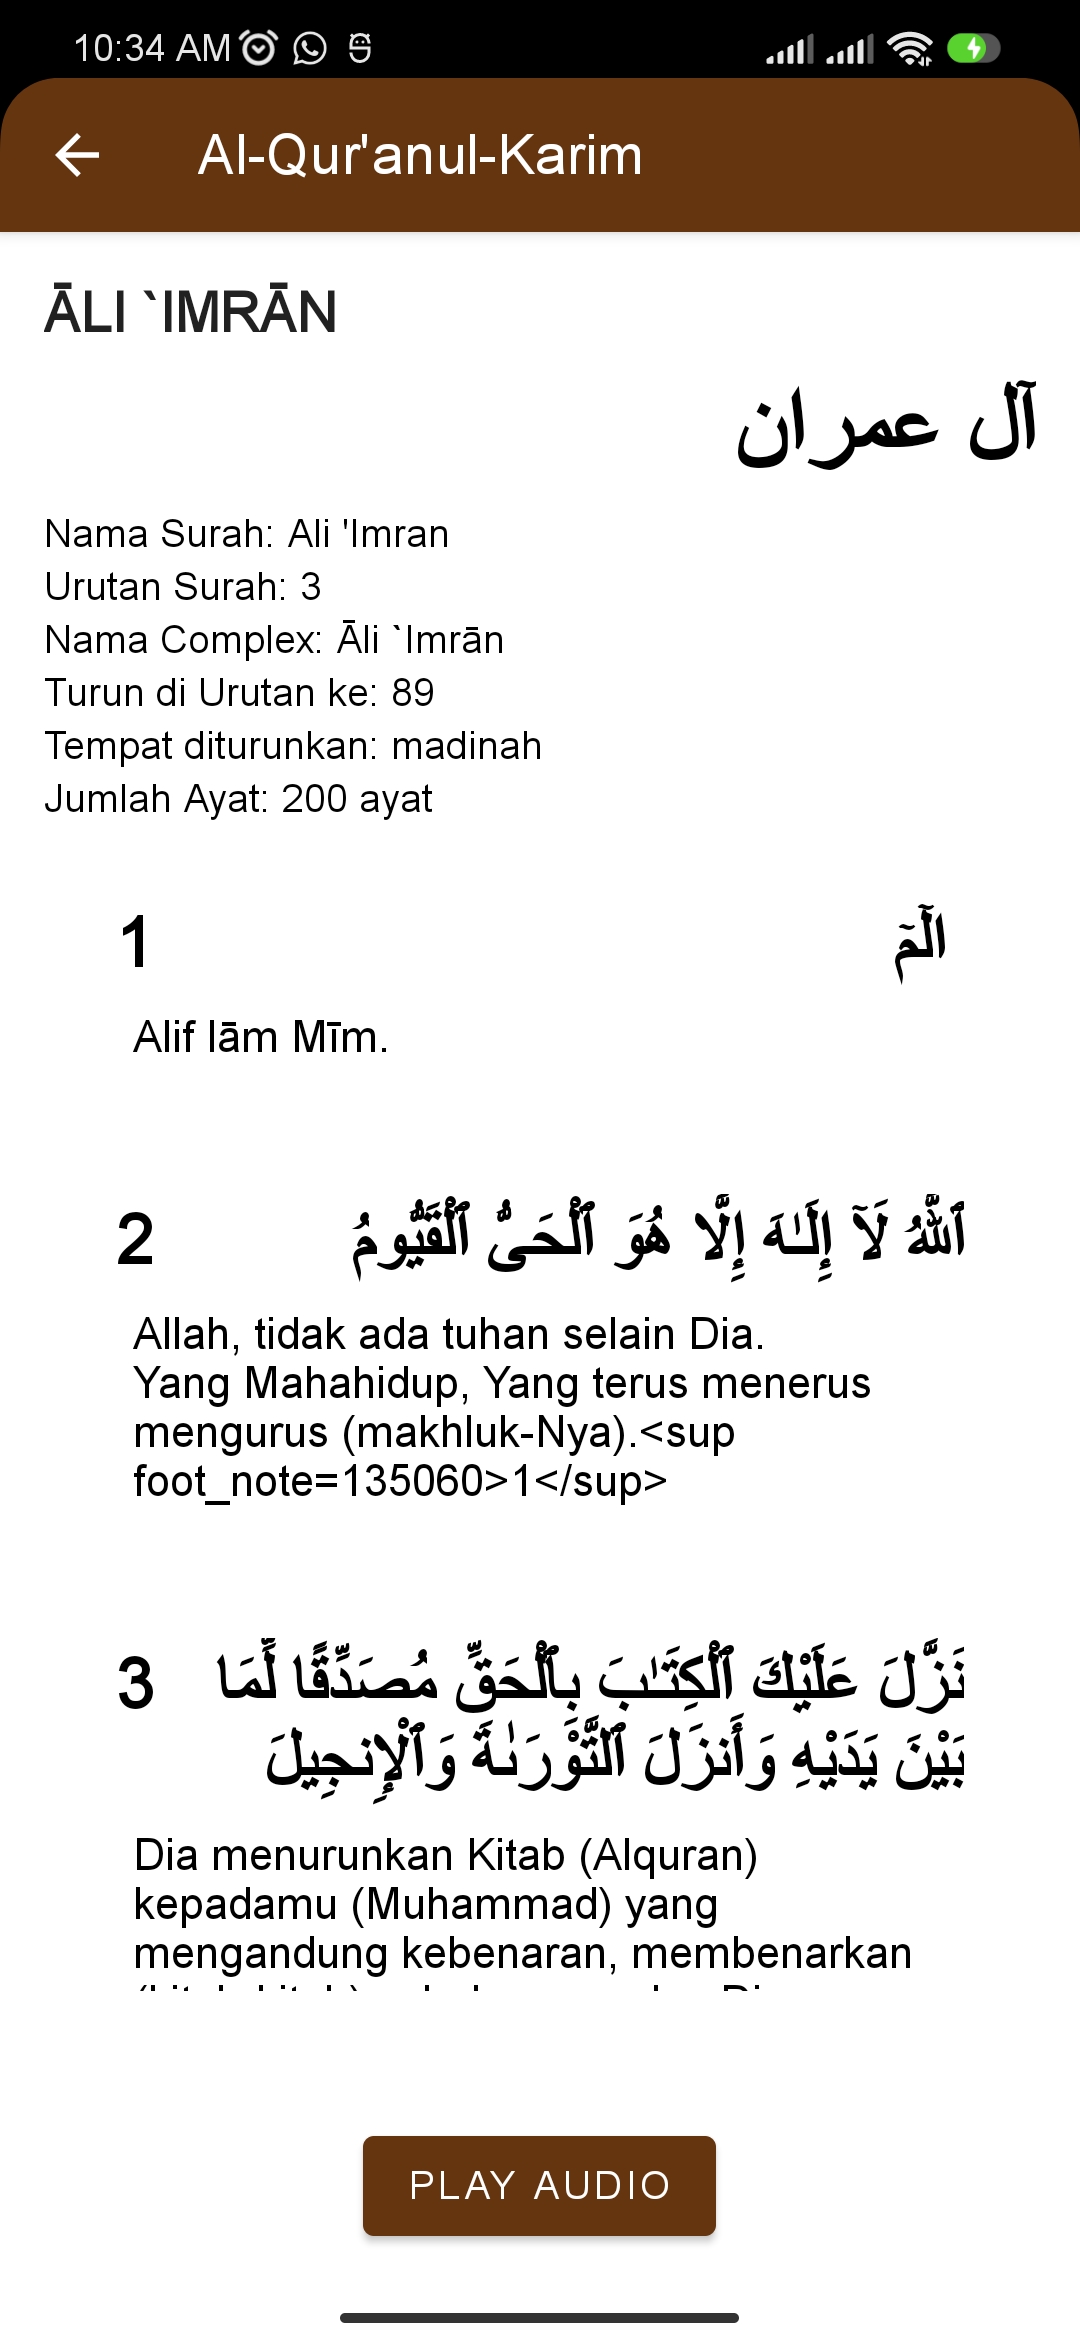 10:34 AM
Al-Qur'anul-Karim
ĀLI `IMRĀN
آل عمران
Nama Surah: Ali 'Imran
Urutan Surah: 3
Nama Complex: Āli `Imrān
Turun di Urutan ke: 89
Tempat diturunkan: madinah
Jumlah Ayat: 200 ayat
1 الٓمٓ
Alif lām Mīm.
2 ٱللَّهُ لَآ إِلَـٰهَ إِلَّا هُوَ ٱلْحَىُّ ٱلْقَيُّومُ
Allah, tidak ada tuhan selain Dia.
Yang Mahahidup, Yang terus menerus
mengurus (makhluk-Nya).<sup
foot_note=135060>1</sup>
3 نَزَّلَ عَلَيْكَ ٱلْكِتَـٰبَ بِٱلْحَقِّ مُصَدِّقًا لِّمَا
بَيْنَ يَدَيْهِ وَأَنزَلَ ٱلتَّوْرَىٰةَ وَٱلْإِنجِيلَ
Dia menurunkan Kitab (Alquran)
kepadamu (Muhammad) yang
mengandung kebenaran, membenarkan
PLAY AUDIO